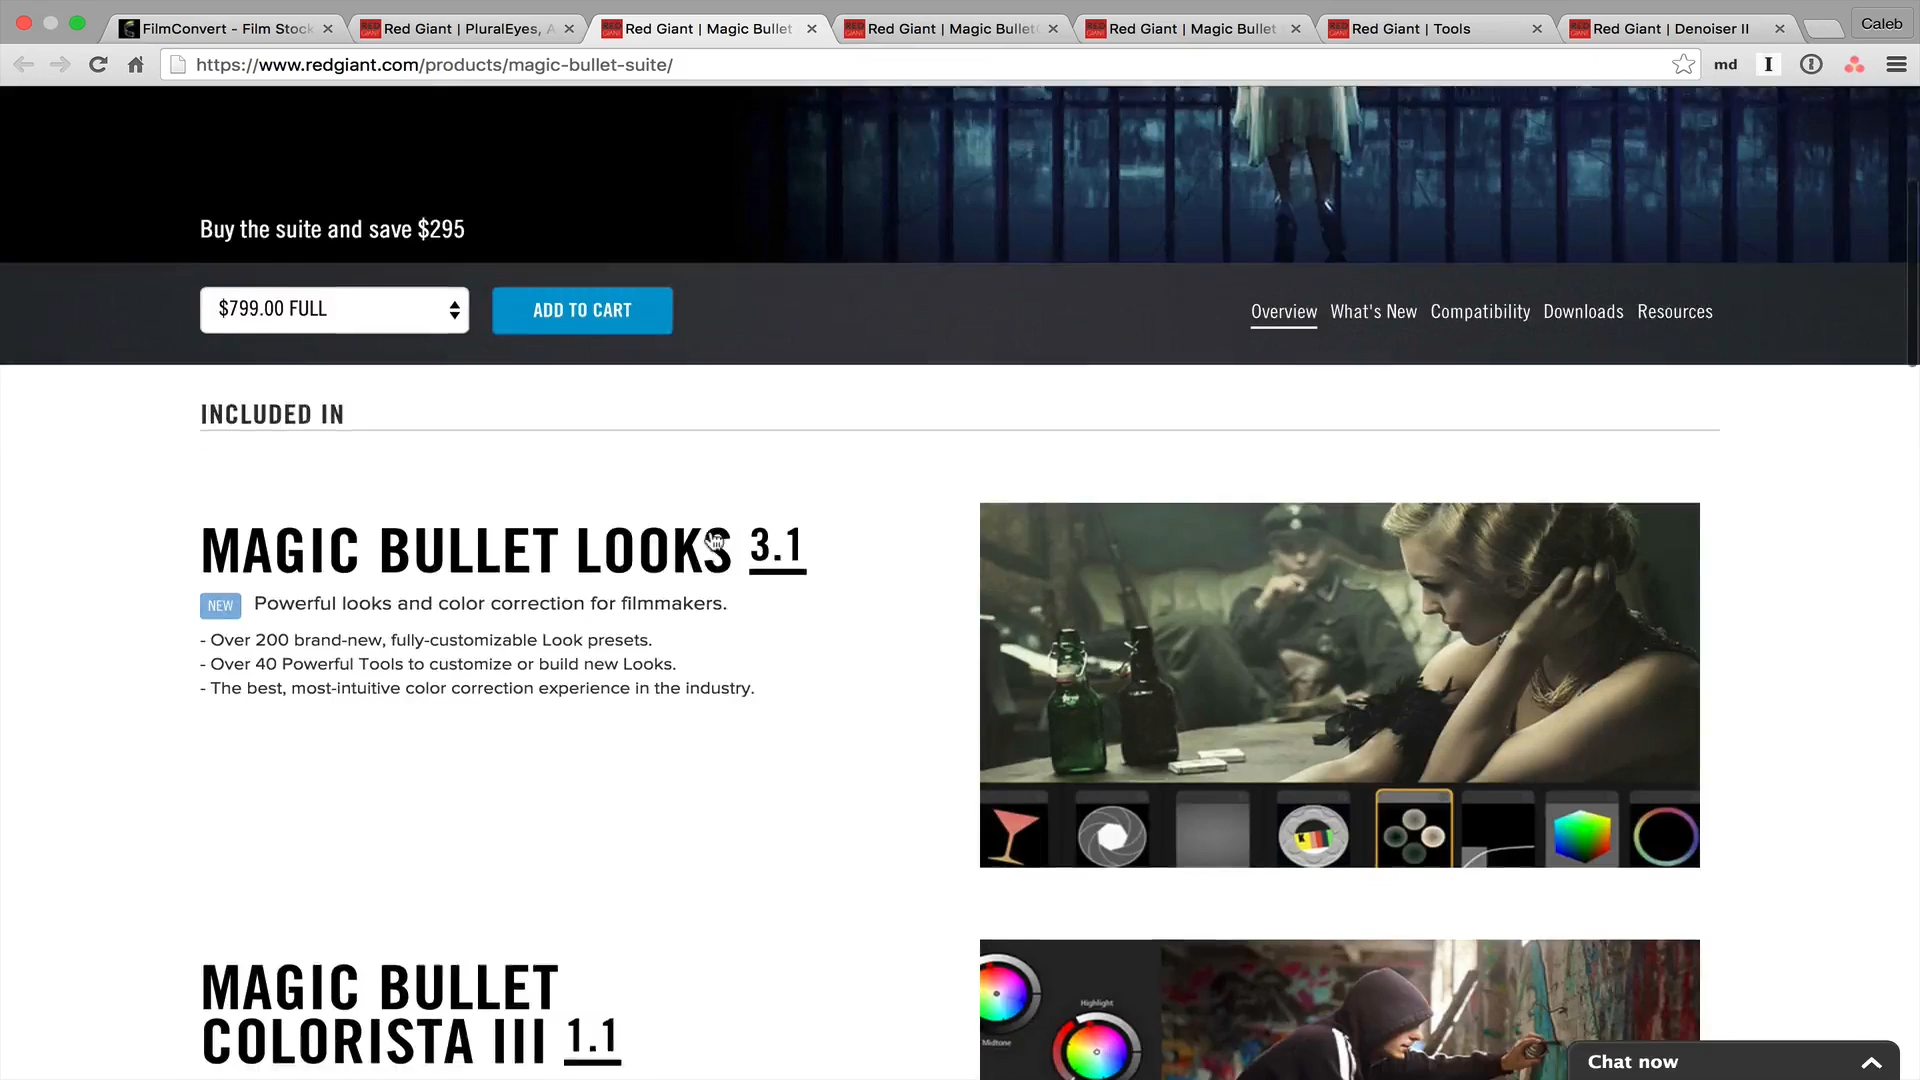 FilmConvert - Film Stock
Red Giant | PluralEyes, A
Red Giant | Magic Bullet
Red Giant | Magic Bullet
Red Giant | Magic Bullet
Red Giant | Tools
Red Giant | Denoiser II
Caleb
https://www.redgiant.com/products/magic-bullet-suite/
md
Buy the suite and save $295
$799.00 FULL
ADD TO CART
Overview What's New Compatibility Downloads Resources
INCLUDED IN
MAGIC BULLET LOOKS 3.1
NEW Powerful looks and color correction for filmmakers.
- Over 200 brand-new, fully-customizable Look presets.
- Over 40 Powerful Tools to customize or build new Looks.
- The best, most-intuitive color correction experience in the industry.
MAGIC BULLET
COLORISTA III 1.1
Highlight
Midtone
Chat now